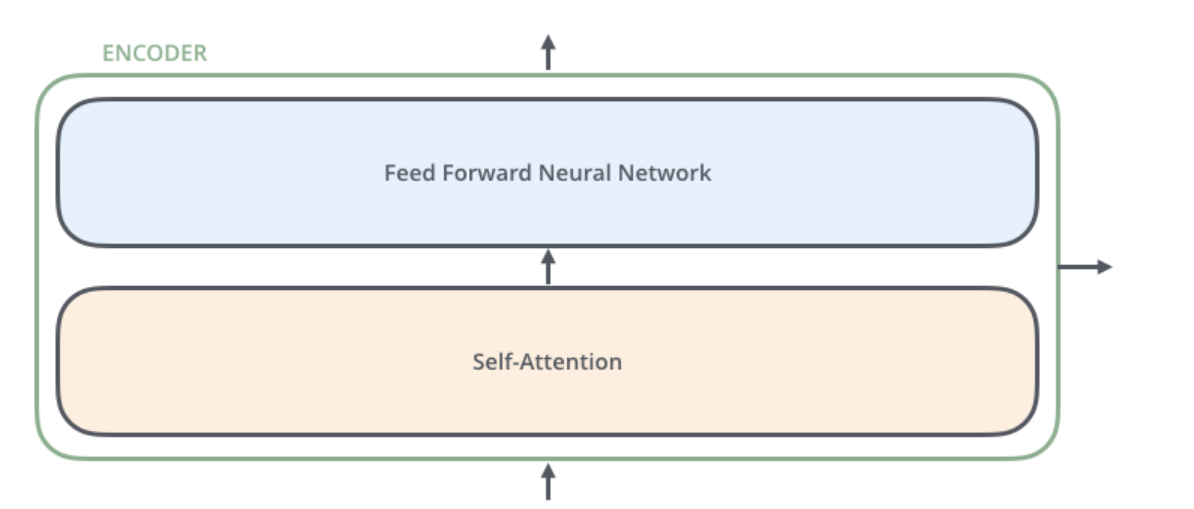 ENCODER
Feed Forward Neural Network
Self-Attention